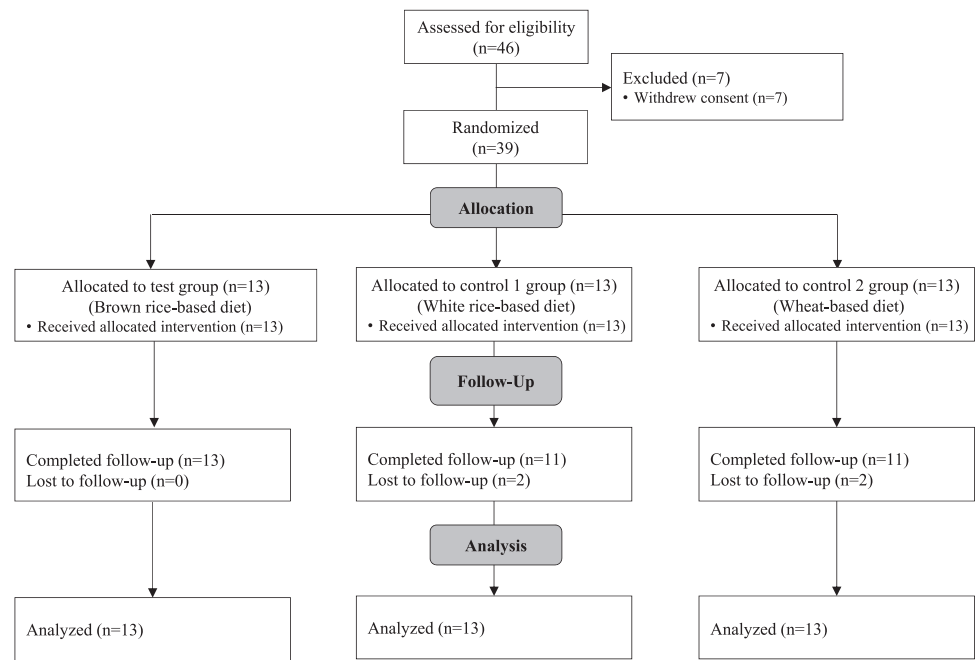 Assessed for eligibility
(n=46)
Excluded (n=7)
• Withdrew consent (n=7)
Randomized
(n=39)
Allocation
Allocated to test group (n=13)
(Brown rice-based diet)
• Received allocated intervention (n=13)
Allocated to control 1 group (n=13)
(White rice-based diet)
• Received allocated intervention (n=13)
Allocated to control 2 group (n=13)
(Wheat-based diet)
• Received allocated intervention (n=13)
Follow-Up
Completed follow-up (n=13)
Lost to follow-up (n=0)
Completed follow-up (n=11)
Lost to follow-up (n=2)
Completed follow-up (n=11)
Lost to follow-up (n=2)
Analysis
Analyzed (n=13)
Analyzed (n=13)
Analyzed (n=13)